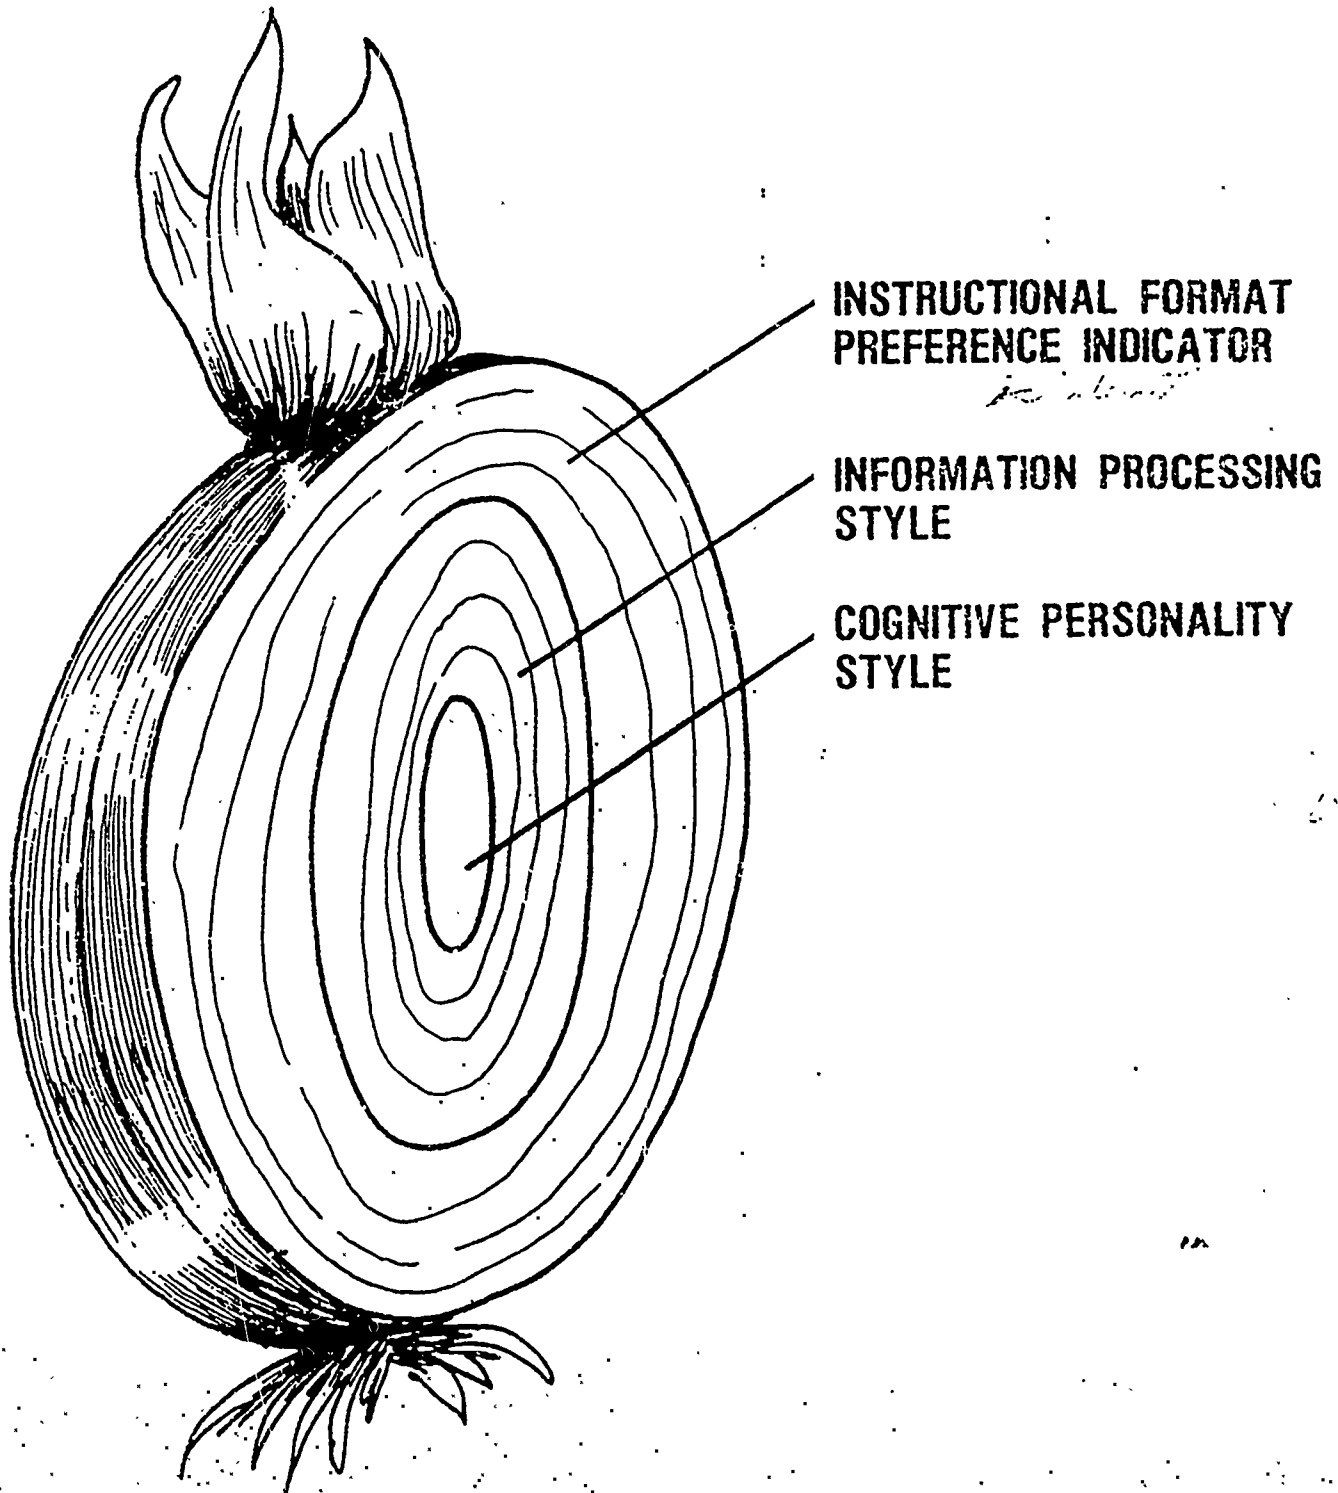 INSTRUCTIONAL FORMAT
PREFERENCE INDICATOR
INFORMATION PROCESSING
STYLE
COGNITIVE PERSONALITY
STYLE